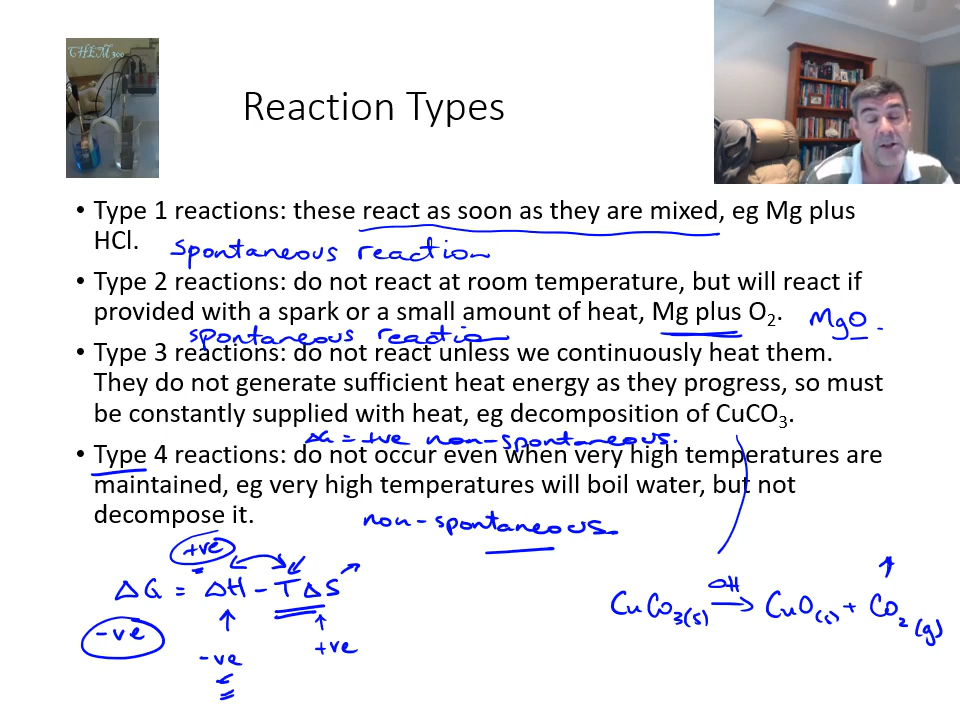 CHEM 300
Reaction Types
• Type 1 reactions: these react as soon as they are mixed, eg Mg plus
HCl.
spontaneous reaction
• Type 2 reactions: do not react at room temperature, but will react if
provided with a spark or a small amount of heat, Mg plus O₂. MgO.
spontaneous reaction
• Type 3 reactions: do not react unless we continuously heat them.
They do not generate sufficient heat energy as they progress, so must
be constantly supplied with heat, eg decomposition of CuCO₃.
ΔG = +ve non-spontaneous.
• Type 4 reactions: do not occur even when very high temperatures are
maintained, eg very high temperatures will boil water, but not
decompose it.
non-spontaneous
+ve
ΔG = ΔH - TΔS
-ve
-ve
+ve
ΔH
CuCO₃(s) → CuO(s) + CO₂(g)